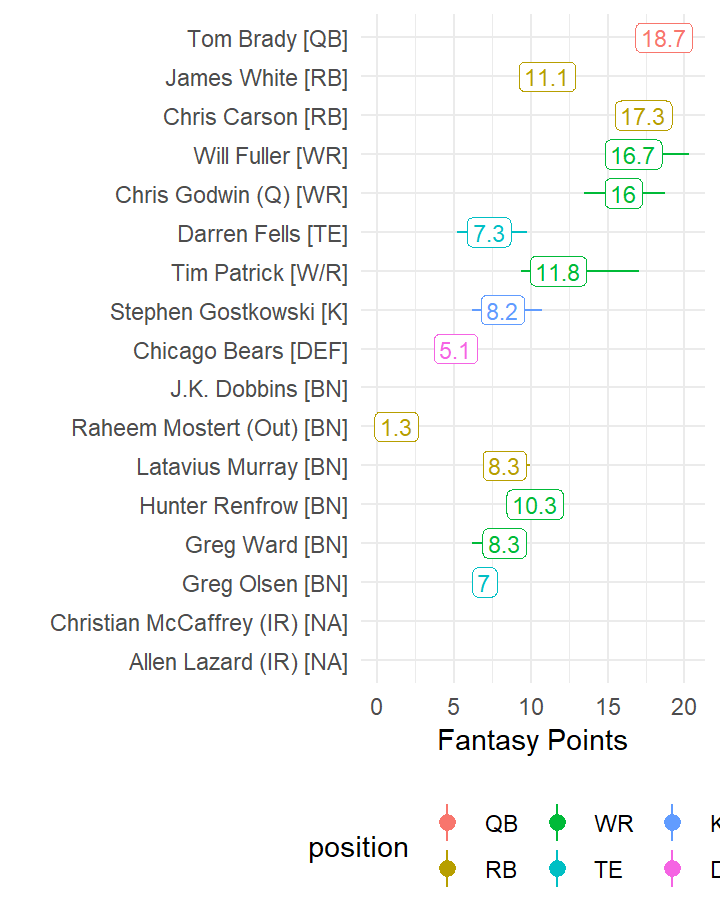 Tom Brady [QB] 18.7
James White [RB] 11.1
Chris Carson [RB] 17.3
Will Fuller [WR] 16.7
Chris Godwin (Q) [WR] 16
Darren Fells [TE] 7.3
Tim Patrick [W/R] 11.8
Stephen Gostkowski [K] 8.2
Chicago Bears [DEF] 5.1
J.K. Dobbins [BN]
Raheem Mostert (Out) [BN] 1.3
Latavius Murray [BN] 8.3
Hunter Renfrow [BN] 10.3
Greg Ward [BN] 8.3
Greg Olsen [BN] 7
Christian McCaffrey (IR) [NA]
Allen Lazard (IR) [NA]
0 5 10 15 20
Fantasy Points
position
QB WR K
RB TE D